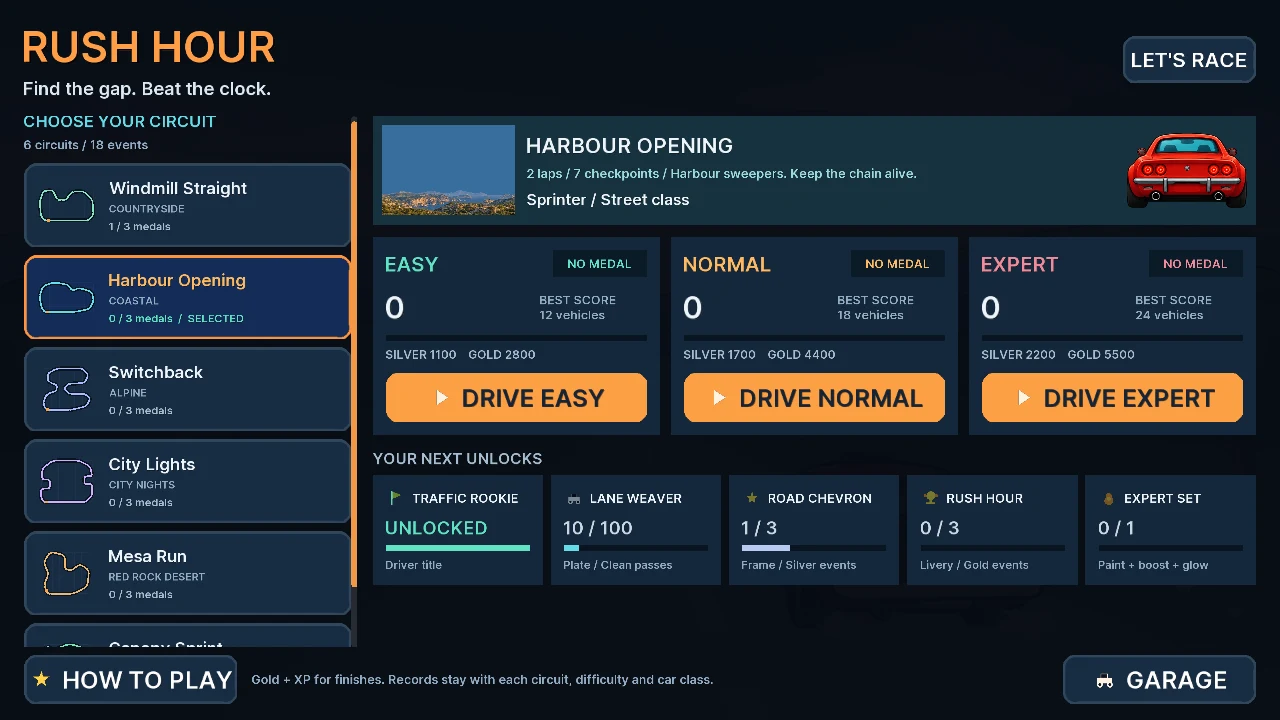 RUSH HOUR
Find the gap. Beat the clock.
LET'S RACE
CHOOSE YOUR CIRCUIT
6 circuits / 18 events
Windmill Straight
COUNTRYSIDE
1 / 3 medals
Harbour Opening
COASTAL
0 / 3 medals / SELECTED
Switchback
ALPINE
0 / 3 medals
City Lights
CITY NIGHTS
0 / 3 medals
Mesa Run
RED ROCK DESERT
0 / 3 medals
Canopy Sprint
HARBOUR OPENING
2 laps / 7 checkpoints / Harbour sweepers. Keep the chain alive.
Sprinter / Street class
EASY
NO MEDAL
0
BEST SCORE
12 vehicles
SILVER 1100 GOLD 2800
DRIVE EASY
NORMAL
NO MEDAL
0
BEST SCORE
18 vehicles
SILVER 1700 GOLD 4400
DRIVE NORMAL
EXPERT
NO MEDAL
0
BEST SCORE
24 vehicles
SILVER 2200 GOLD 5500
DRIVE EXPERT
YOUR NEXT UNLOCKS
TRAFFIC ROOKIE
UNLOCKED
Driver title
LANE WEAVER
10 / 100
Plate / Clean passes
ROAD CHEVRON
1 / 3
Frame / Silver events
RUSH HOUR
0 / 3
Livery / Gold events
EXPERT SET
0 / 1
Paint + boost + glow
HOW TO PLAY
Gold + XP for finishes. Records stay with each circuit, difficulty and car class.
GARAGE